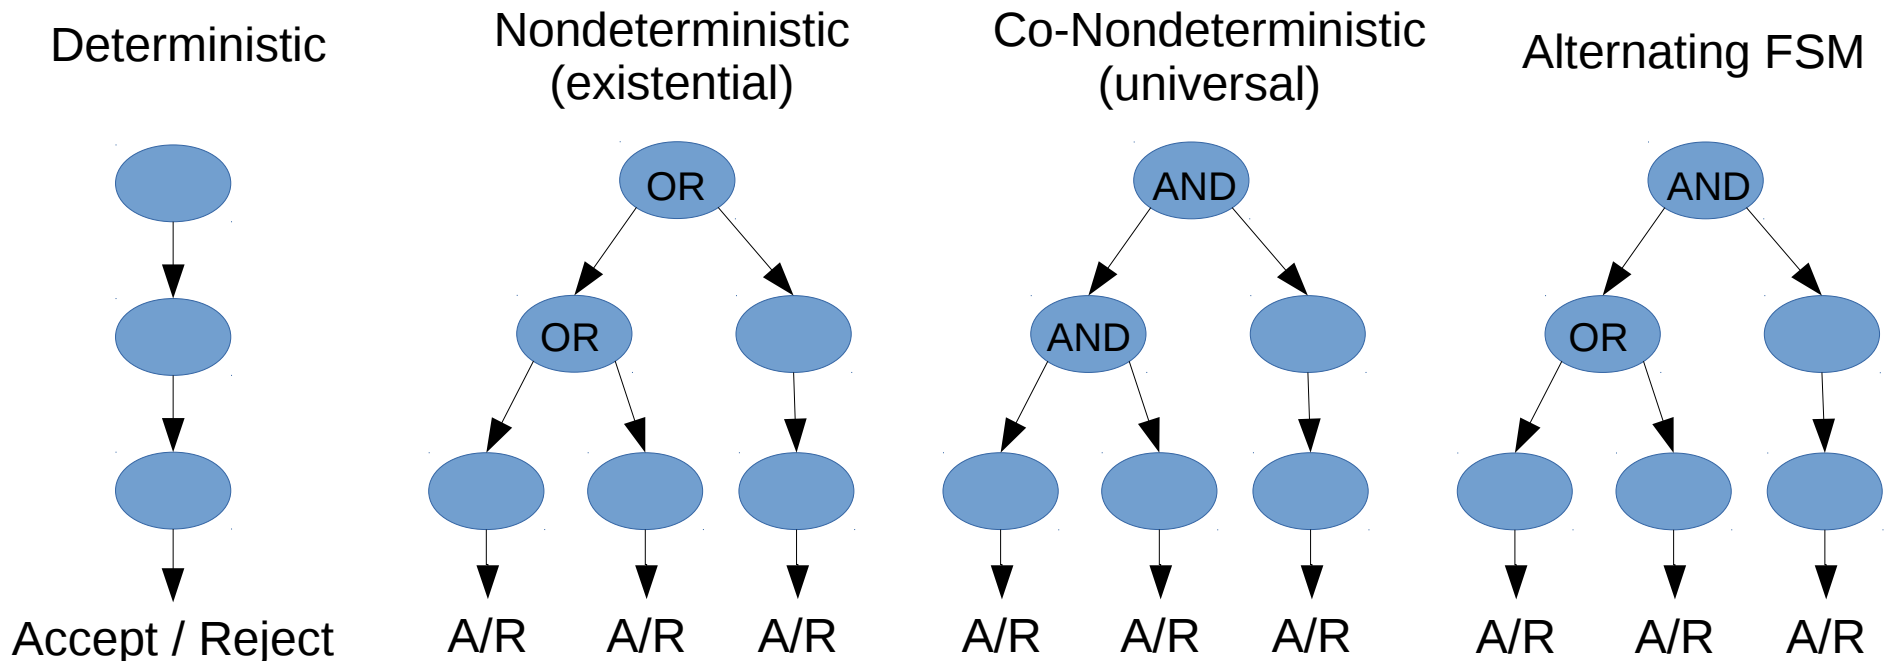 Deterministic
Nondeterministic
(existential)
Co-Nondeterministic
(universal)
Alternating FSM
OR
AND
AND
OR
AND
OR
Accept / Reject
A/R
A/R
A/R
A/R
A/R
A/R
A/R
A/R
A/R